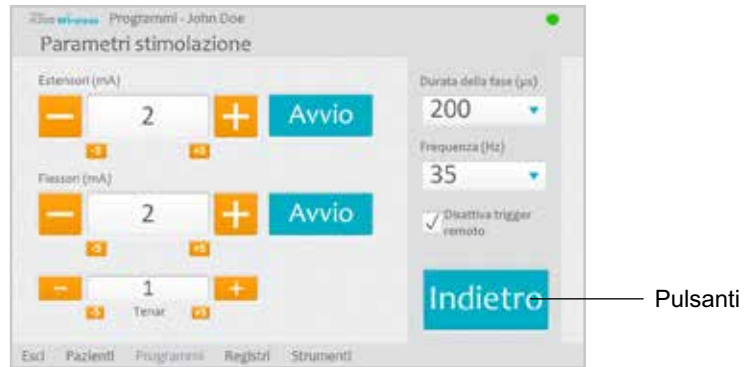 Programmi - John Doe
Parametri stimolazione
Estensori (mA)
2
Avvio
-5 +5
Flessori (mA)
2
Avvio
-5 +5
1
-5 Tenar +5
Durata della fase (µs)
200
Frequenza (Hz)
35
Disattiva trigger
remoto
Indietro
Pulsanti
Esci Pazienti Programmi Registri Strumenti